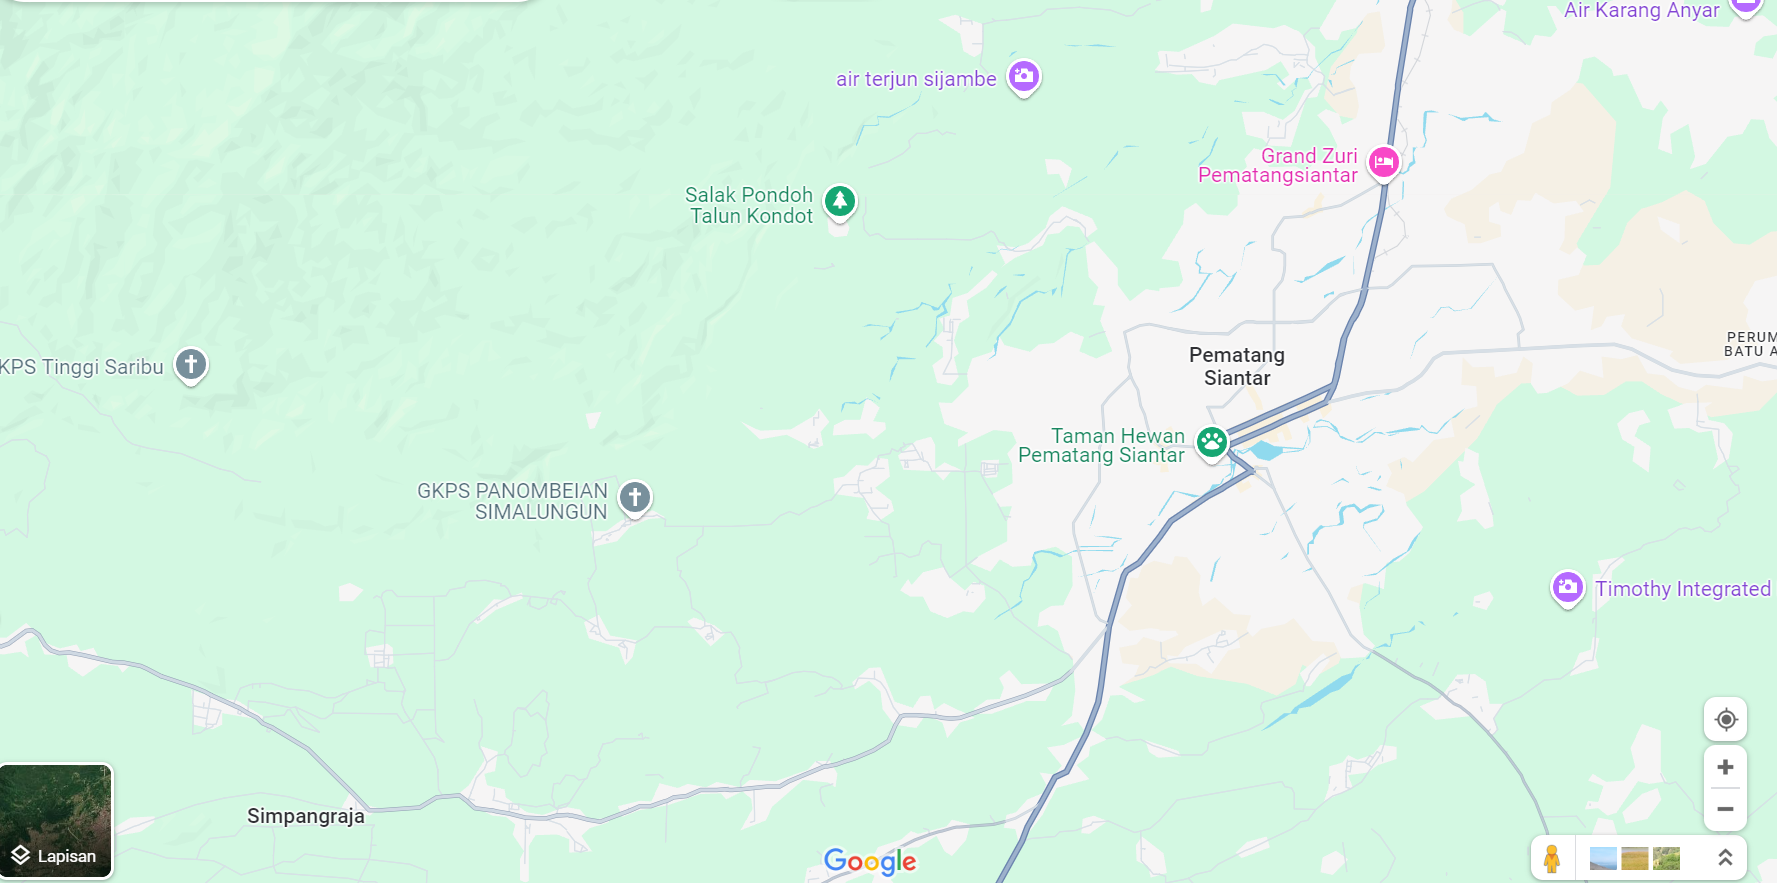 Air Karang Anyar
air terjun sijambe
Grand Zuri
Pematangsiantar
Salak Pondoh
Talun Kondot
KPS Tinggi Saribu
Pematang
Siantar
PERUM
BATU A
Taman Hewan
Pematang Siantar
GKPS PANOMBEIAN
SIMALUNGUN
Timothy Integrated
Simpangraja
Lapisan
Google